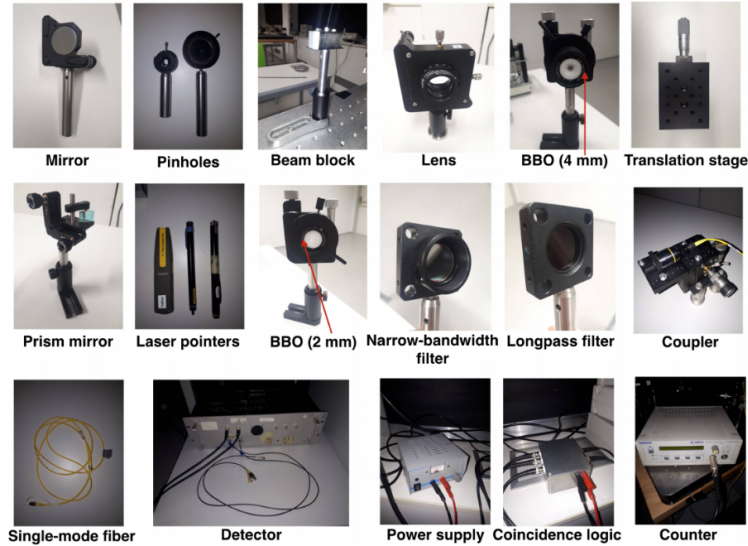 Mirror
Pinholes
Beam block
Lens
BBO (4 mm)
Translation stage
Prism mirror
Laser pointers
BBO (2 mm)
Narrow-bandwidth
filter
Longpass filter
Coupler
Single-mode fiber
Detector
Power supply
Coincidence logic
Counter